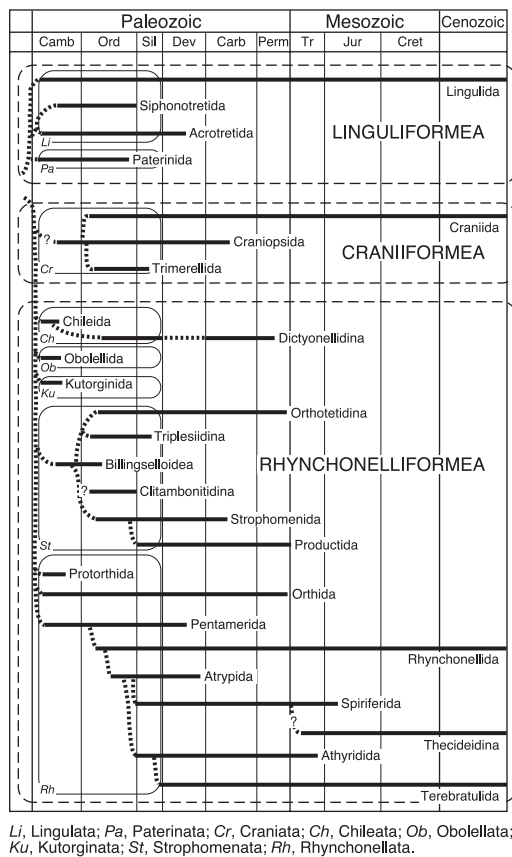 Paleozoic Mesozoic Cenozoic
Camb Ord Sil Dev Carb Perm Tr Jur Cret
Lingulida
Siphonotretida
Acrotretida
LINGULIFORMEA
Li
Paterinida
Pa
Craniida
?
Craniopsida
CRANIIFORMEA
Cr
Trimerellida
Chileida
Ch
Dictyonellidina
Obolellida
Ob
Kutorginida
Ku
Orthotetidina
Triplesiidina
Billingselloidea
RHYNCHONELLIFORMEA
?
Clitambonitidina
Strophomenida
St
Productida
Protorthida
Orthida
Pentamerida
Rhynchonellida
Atrypida
Spiriferida
?
Thecideidina
Athyridida
Rh
Terebratulida
Li, Lingulata; Pa, Paterinata; Cr, Craniata; Ch, Chileata; Ob, Obolellata;
Ku, Kutorginata; St, Strophomenata; Rh, Rhynchonellata.